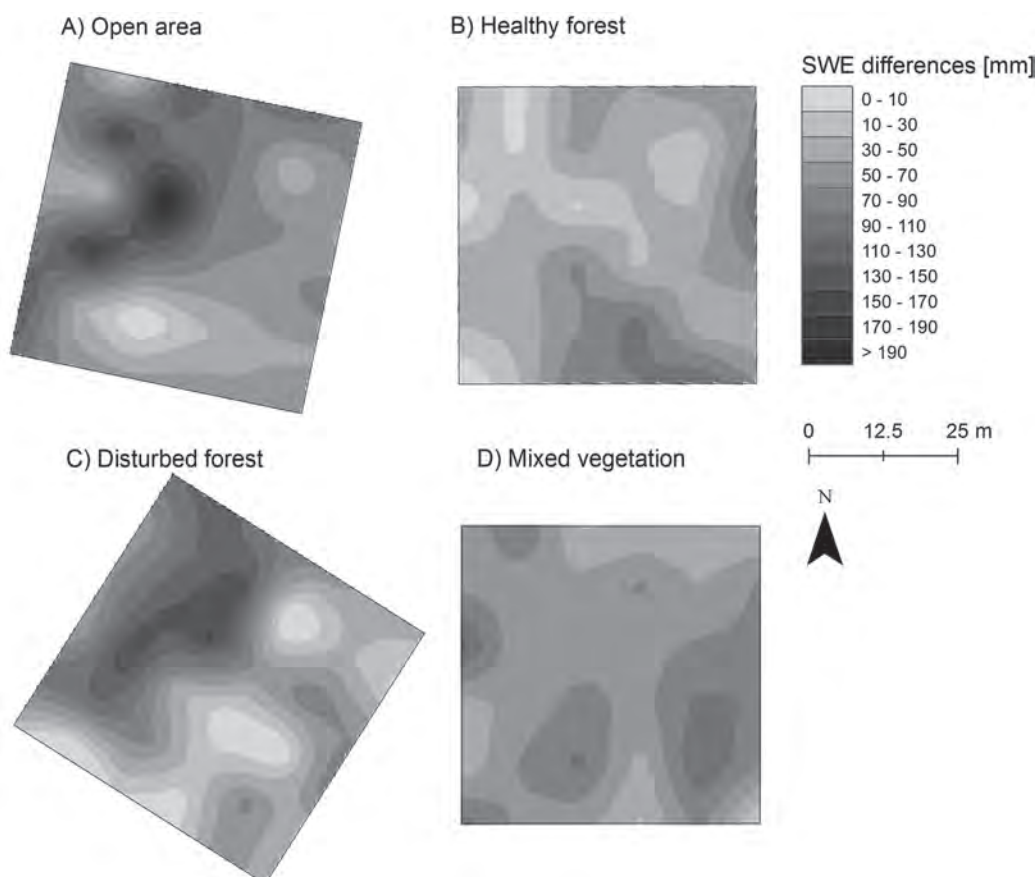 A) Open area
B) Healthy forest
SWE differences [mm]
0 - 10
10 - 30
30 - 50
50 - 70
70 - 90
90 - 110
110 - 130
130 - 150
150 - 170
170 - 190
> 190
0 12.5 25 m
C) Disturbed forest
D) Mixed vegetation
N